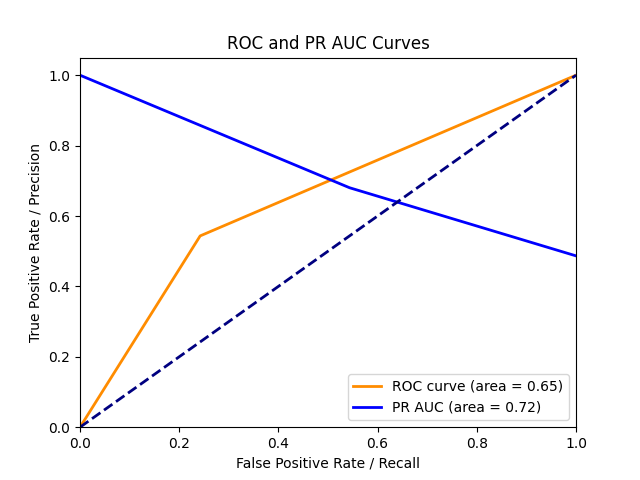 ROC and PR AUC Curves
True Positive Rate / Precision
1.0
0.8
0.6
0.4
0.2
0.0
0.0 0.2 0.4 0.6 0.8 1.0
False Positive Rate / Recall
ROC curve (area = 0.65)
PR AUC (area = 0.72)